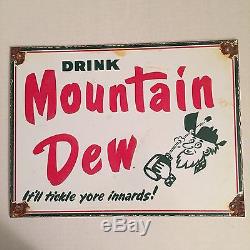 DRINK
Mountain
Dew
It'll tickle yore innards!